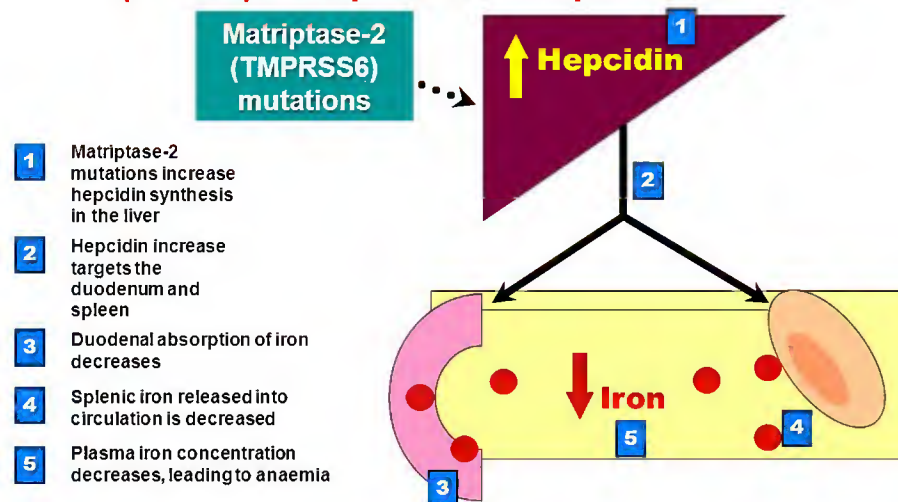 Matriptase-2
(TMPRSS6)
mutations
1
Hepcidin
2
1
Matriptase-2
mutations increase
hepcidin synthesis
in the liver
2
Hepcidin increase
targets the
duodenum and
spleen
3
Duodenal absorption of iron
decreases
4
Splenic iron released into
circulation is decreased
5
Plasma iron concentration
decreases, leading to anaemia
Iron
5
4
3